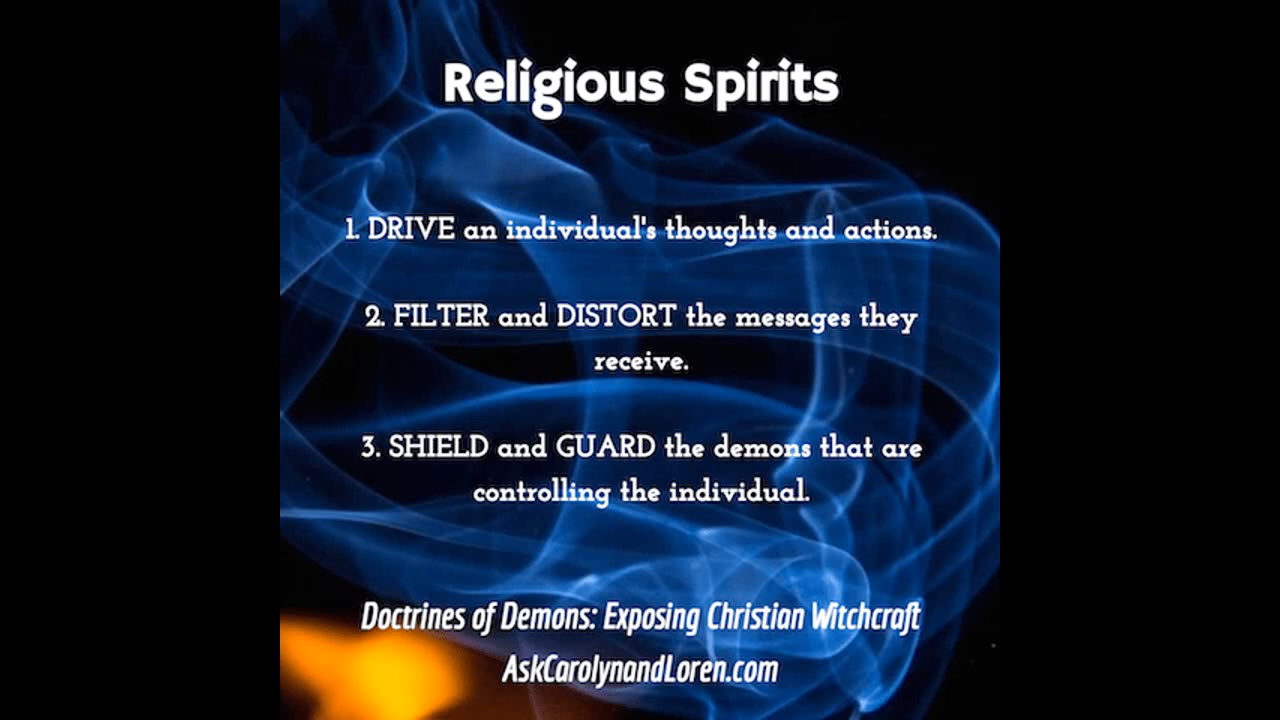 Religious Spirits
1. DRIVE an individual's thoughts and actions.
2. FILTER and DISTORT the messages they
receive.
3. SHIELD and GUARD the demons that are
controlling the individual.
Doctrines of Demons: Exposing Christian Witchcraft
AskCarolynandLoren.com